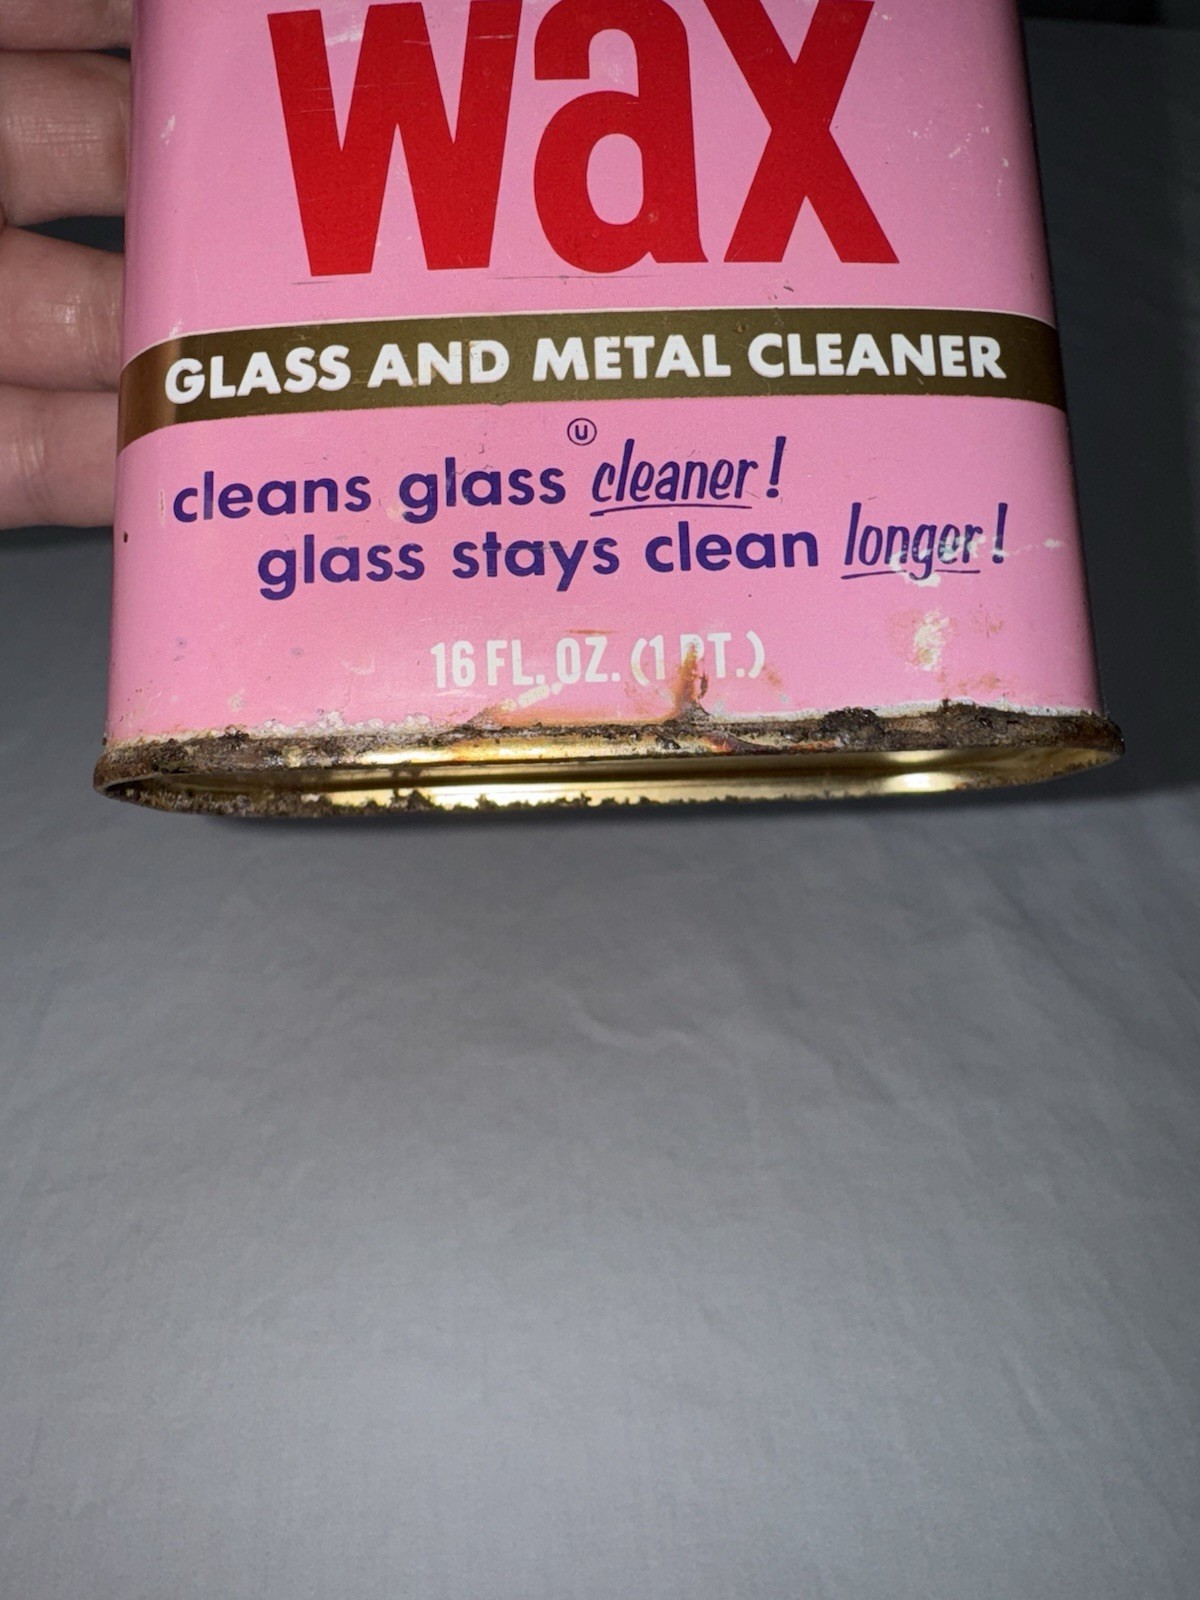 wax
GLASS AND METAL CLEANER
Ⓤ
cleans glass cleaner!
glass stays clean longer!
16 FL. OZ. (1 PT.)